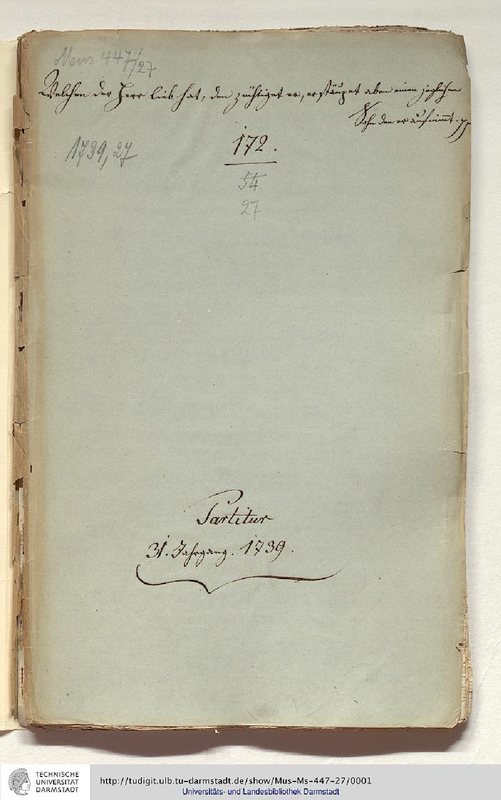 Mus 447/27
Welchen der Herr lieb hat, den züchtiget er, er stäupet aber einen jeglichen
Sohn den er aufnimmt.
1739, 27
172.
54
27
Partitur
31. Jahrgang. 1739.
TECHNISCHE
UNIVERSITÄT
DARMSTADT
http://tudigit.ulb.tu-darmstadt.de/show/Mus-Ms-447-27/0001
Universitäts- und Landesbibliothek Darmstadt